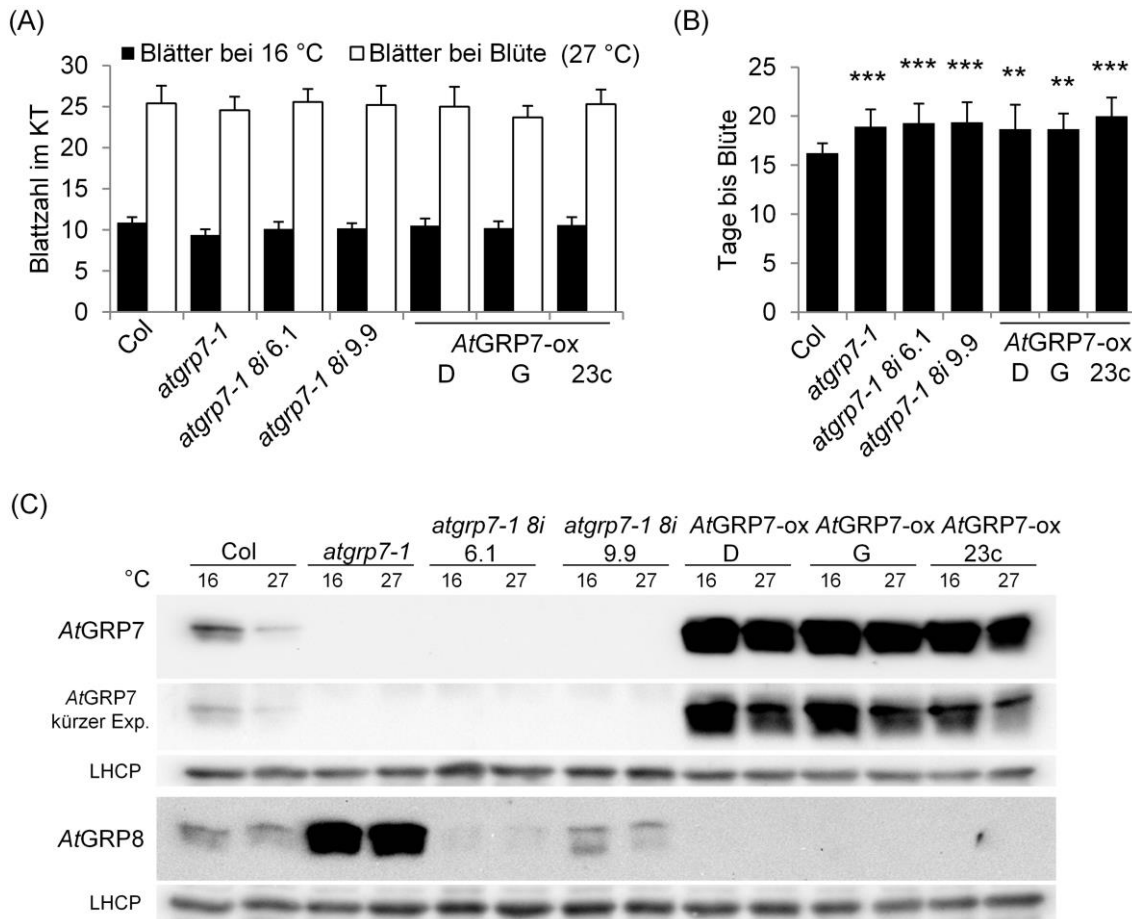 (A)
Blätter bei 16 °C Blätter bei Blüte (27 °C)
Blattzahl im KT
30
25
20
15
10
5
0
Col
atgrp7-1
atgrp7-1 8i 6.1
atgrp7-1 8i 9.9
AtGRP7-ox
D G 23c
(B)
Tage bis Blüte
25
20
15
10
5
0
*** *** *** ** ** ***
Col
atgrp7-1
atgrp7-1 8i 6.1
atgrp7-1 8i 9.9
AtGRP7-ox
D G 23c
(C)
Col atgrp7-1 atgrp7-1 8i 6.1 atgrp7-1 8i 9.9 AtGRP7-ox D AtGRP7-ox G AtGRP7-ox 23c
°C 16 27 16 27 16 27 16 27 16 27 16 27 16 27
AtGRP7
AtGRP7
kürzer Exp.
LHCP
AtGRP8
LHCP